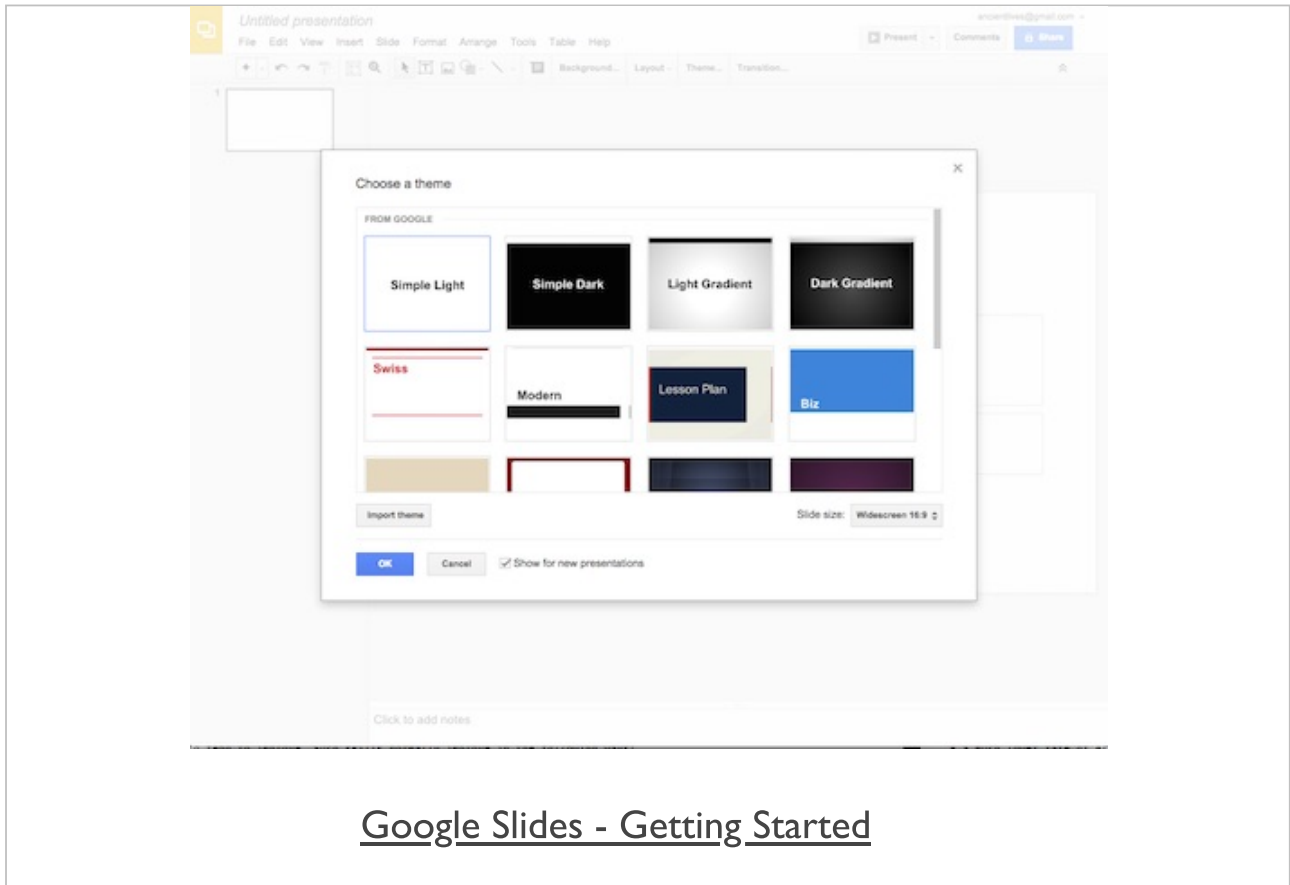 Untitled presentation
File Edit View Insert Slide Format Arrange Tools Table Help
Present
Comments
Share
Background... Layout Theme... Transition...
1
Choose a theme
FROM GOOGLE
Simple Light
Simple Dark
Light Gradient
Dark Gradient
Swiss
Modern
Lesson Plan
Biz
Import theme
Slide size: Widescreen 16:9
OK
Cancel
Show for new presentations
Click to add notes
Google Slides - Getting Started